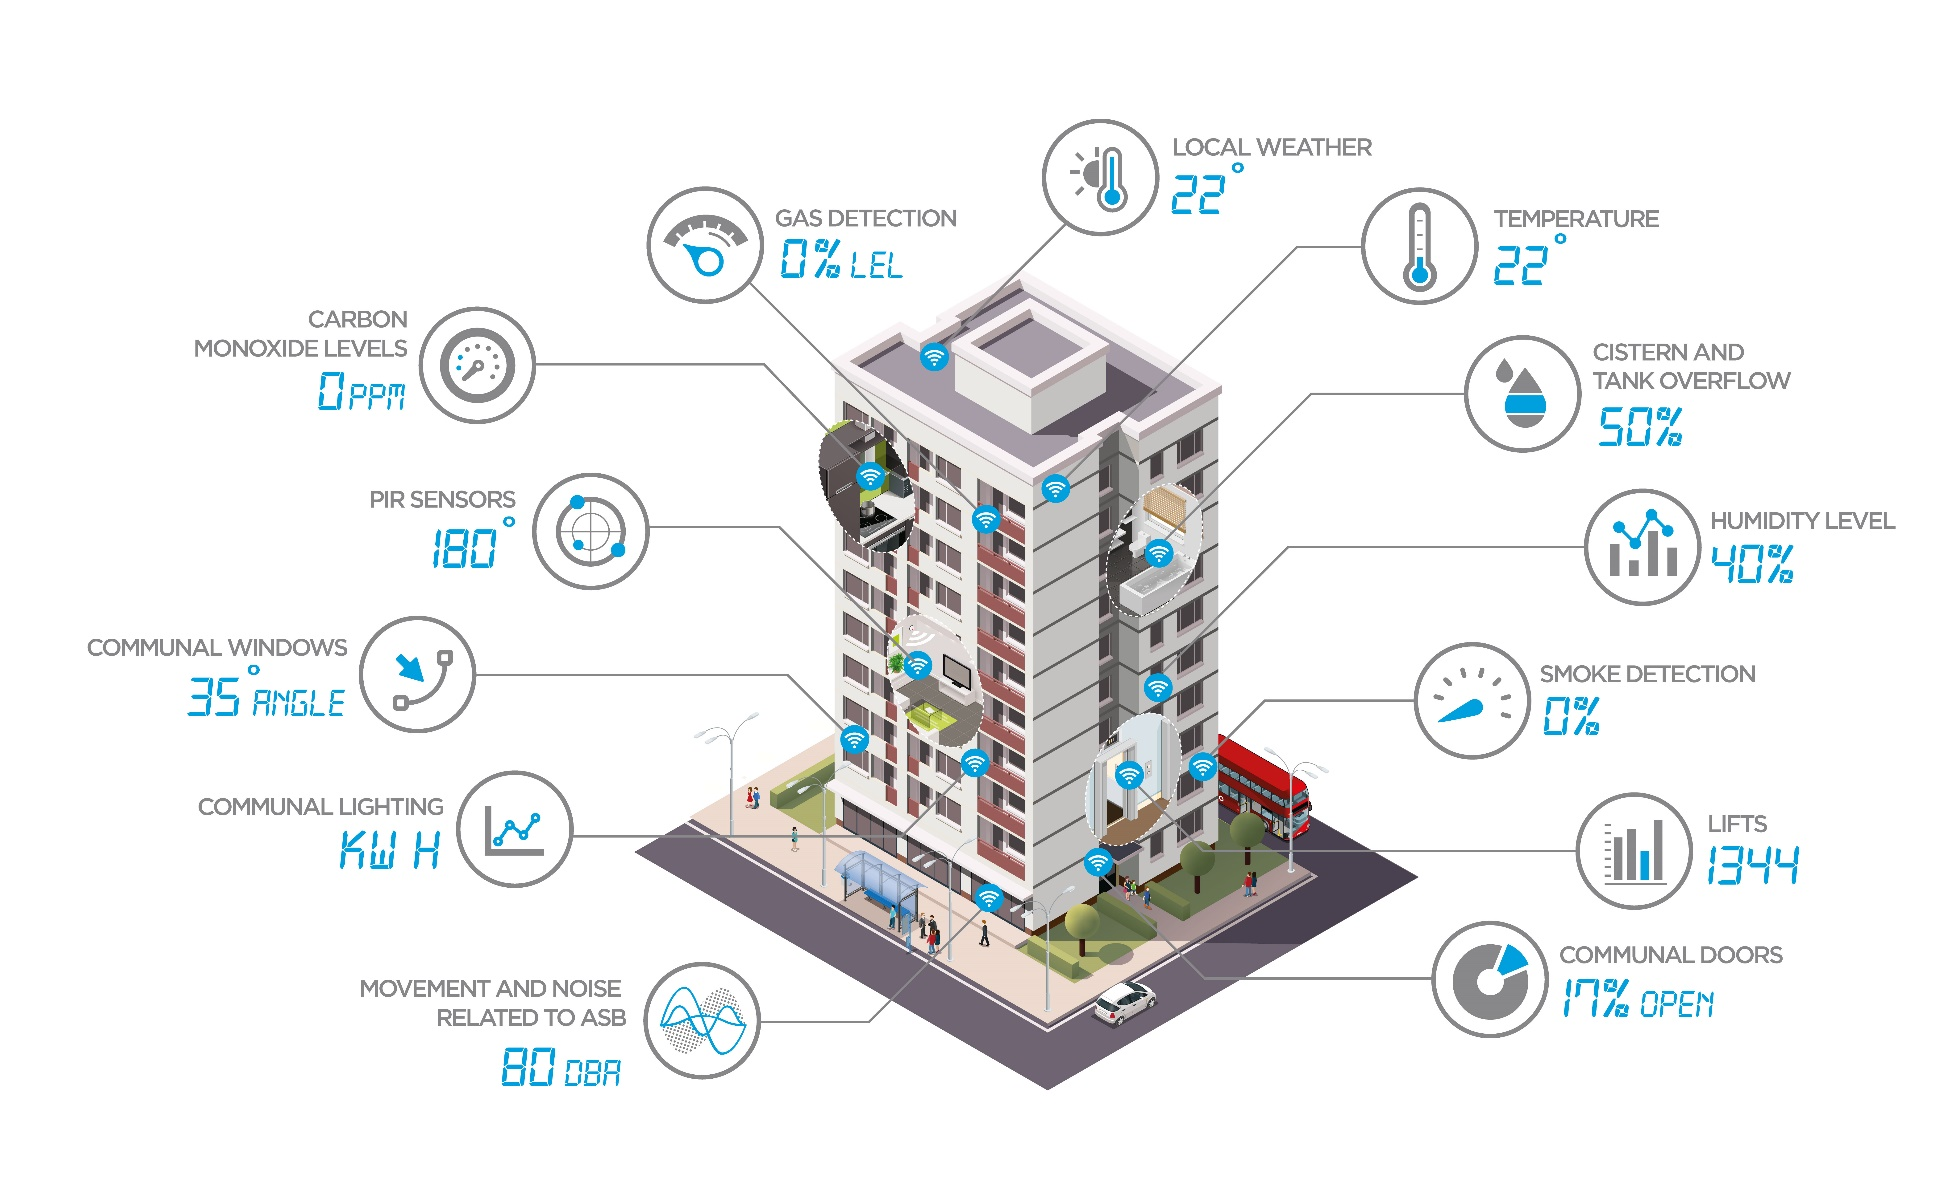 LOCAL WEATHER
22°
GAS DETECTION
0% LEL
TEMPERATURE
22°
CARBON
MONOXIDE LEVELS
0 PPM
CISTERN AND
TANK OVERFLOW
50%
PIR SENSORS
180°
HUMIDITY LEVEL
40%
COMMUNAL WINDOWS
35° ANGLE
SMOKE DETECTION
0%
COMMUNAL LIGHTING
KW H
LIFTS
1344
COMMUNAL DOORS
17% OPEN
MOVEMENT AND NOISE
RELATED TO ASB
80 DBA